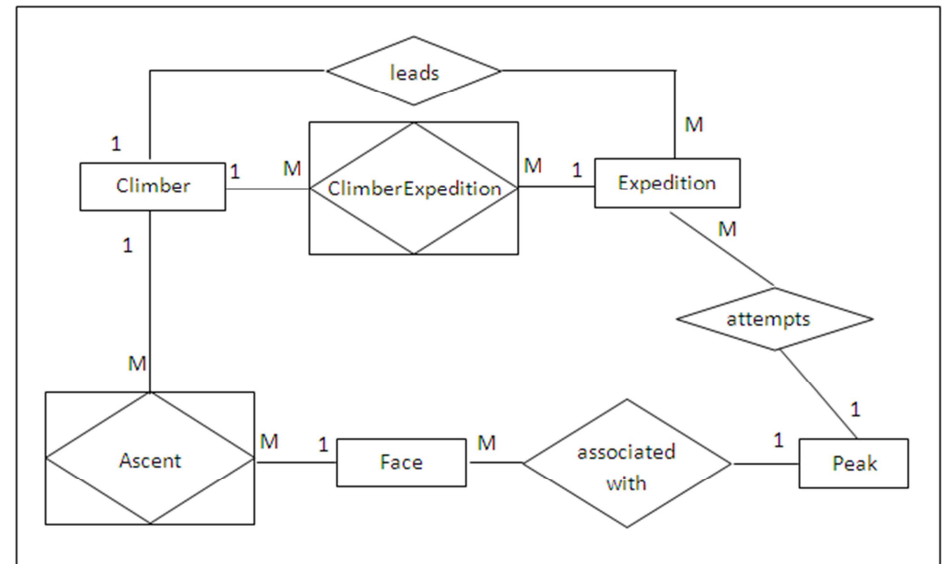 leads
1
M
Climber
1
M
ClimberExpedition
M
1
Expedition
1
M
attempts
M
1
Ascent
M
1
Face
M
associated
with
1
Peak